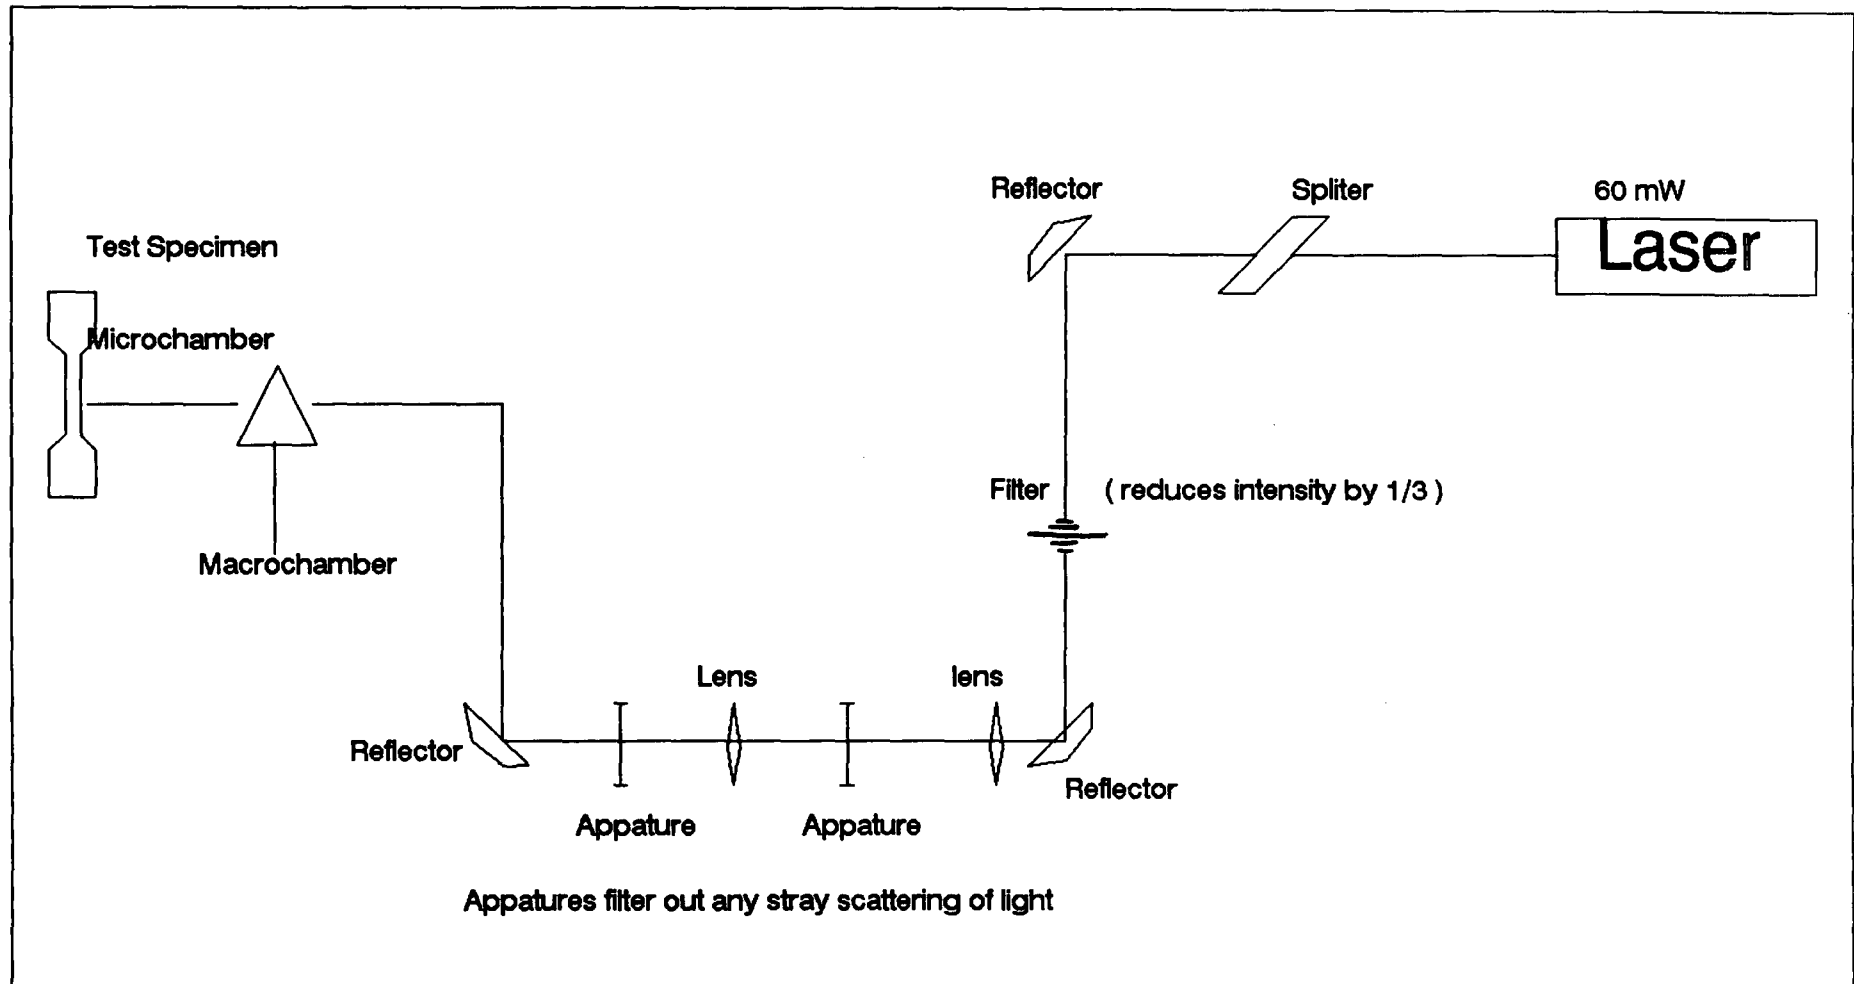 Reflector
Spliter
60 mW
Laser
Test Specimen
Microchamber
Filter
( reduces intensity by 1/3 )
Macrochamber
Lens
lens
Reflector
Reflector
Appature
Appature
Appatures filter out any stray scattering of light